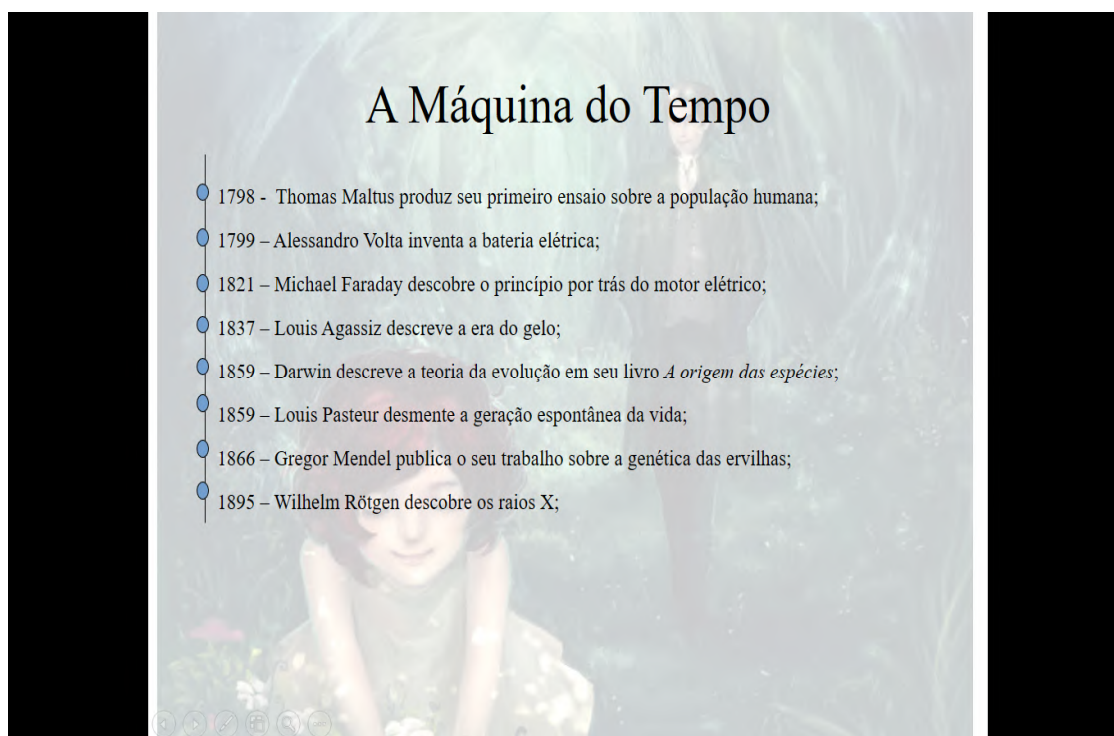 A Máquina do Tempo
1798 - Thomas Maltus produz seu primeiro ensaio sobre a população humana;
1799 – Alessandro Volta inventa a bateria elétrica;
1821 – Michael Faraday descobre o princípio por trás do motor elétrico;
1837 – Louis Agassiz descreve a era do gelo;
1859 – Darwin descreve a teoria da evolução em seu livro A origem das espécies;
1859 – Louis Pasteur desmente a geração espontânea da vida;
1866 – Gregor Mendel publica o seu trabalho sobre a genética das ervilhas;
1895 – Wilhelm Rötgen descobre os raios X;